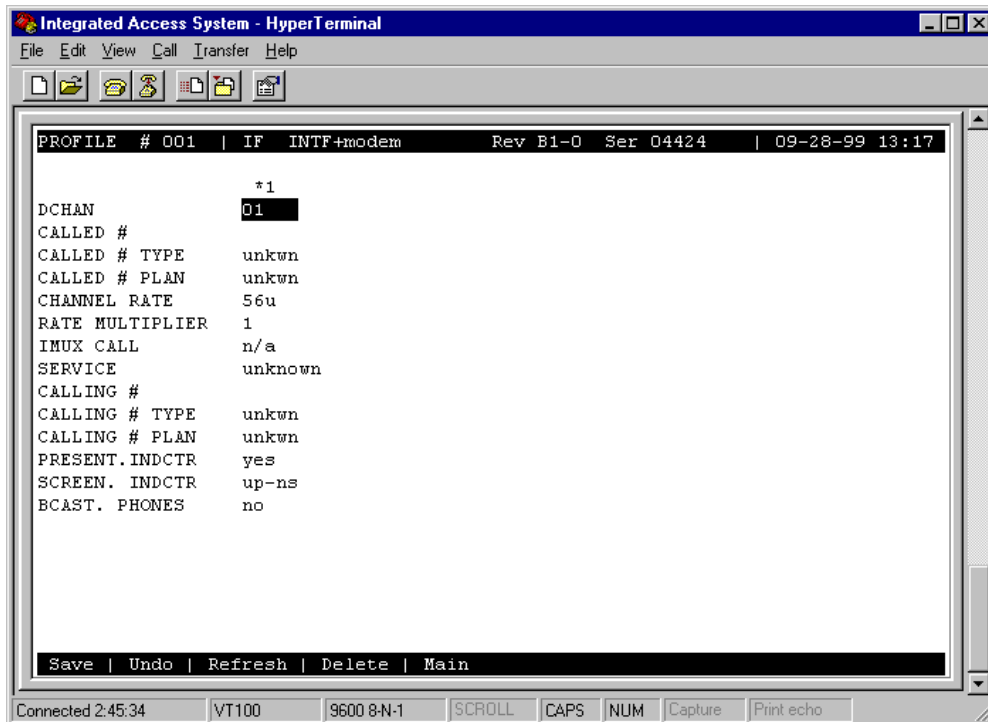 Integrated Access System - HyperTerminal
File Edit View Call Transfer Help
PROFILE # 001 | IF INTF+modem Rev B1-0 Ser 04424 | 09-28-99 13:17
*1
DCHAN 01
CALLED #
CALLED # TYPE unkwn
CALLED # PLAN unkwn
CHANNEL RATE 56u
RATE MULTIPLIER 1
IMUX CALL n/a
SERVICE unknown
CALLING #
CALLING # TYPE unkwn
CALLING # PLAN unkwn
PRESENT.INDCTR yes
SCREEN. INDCTR up-ns
BCAST. PHONES no
Save | Undo | Refresh | Delete | Main
Connected 2:45:34 VT100 9600 8-N-1 SCROLL CAPS NUM Capture Print echo